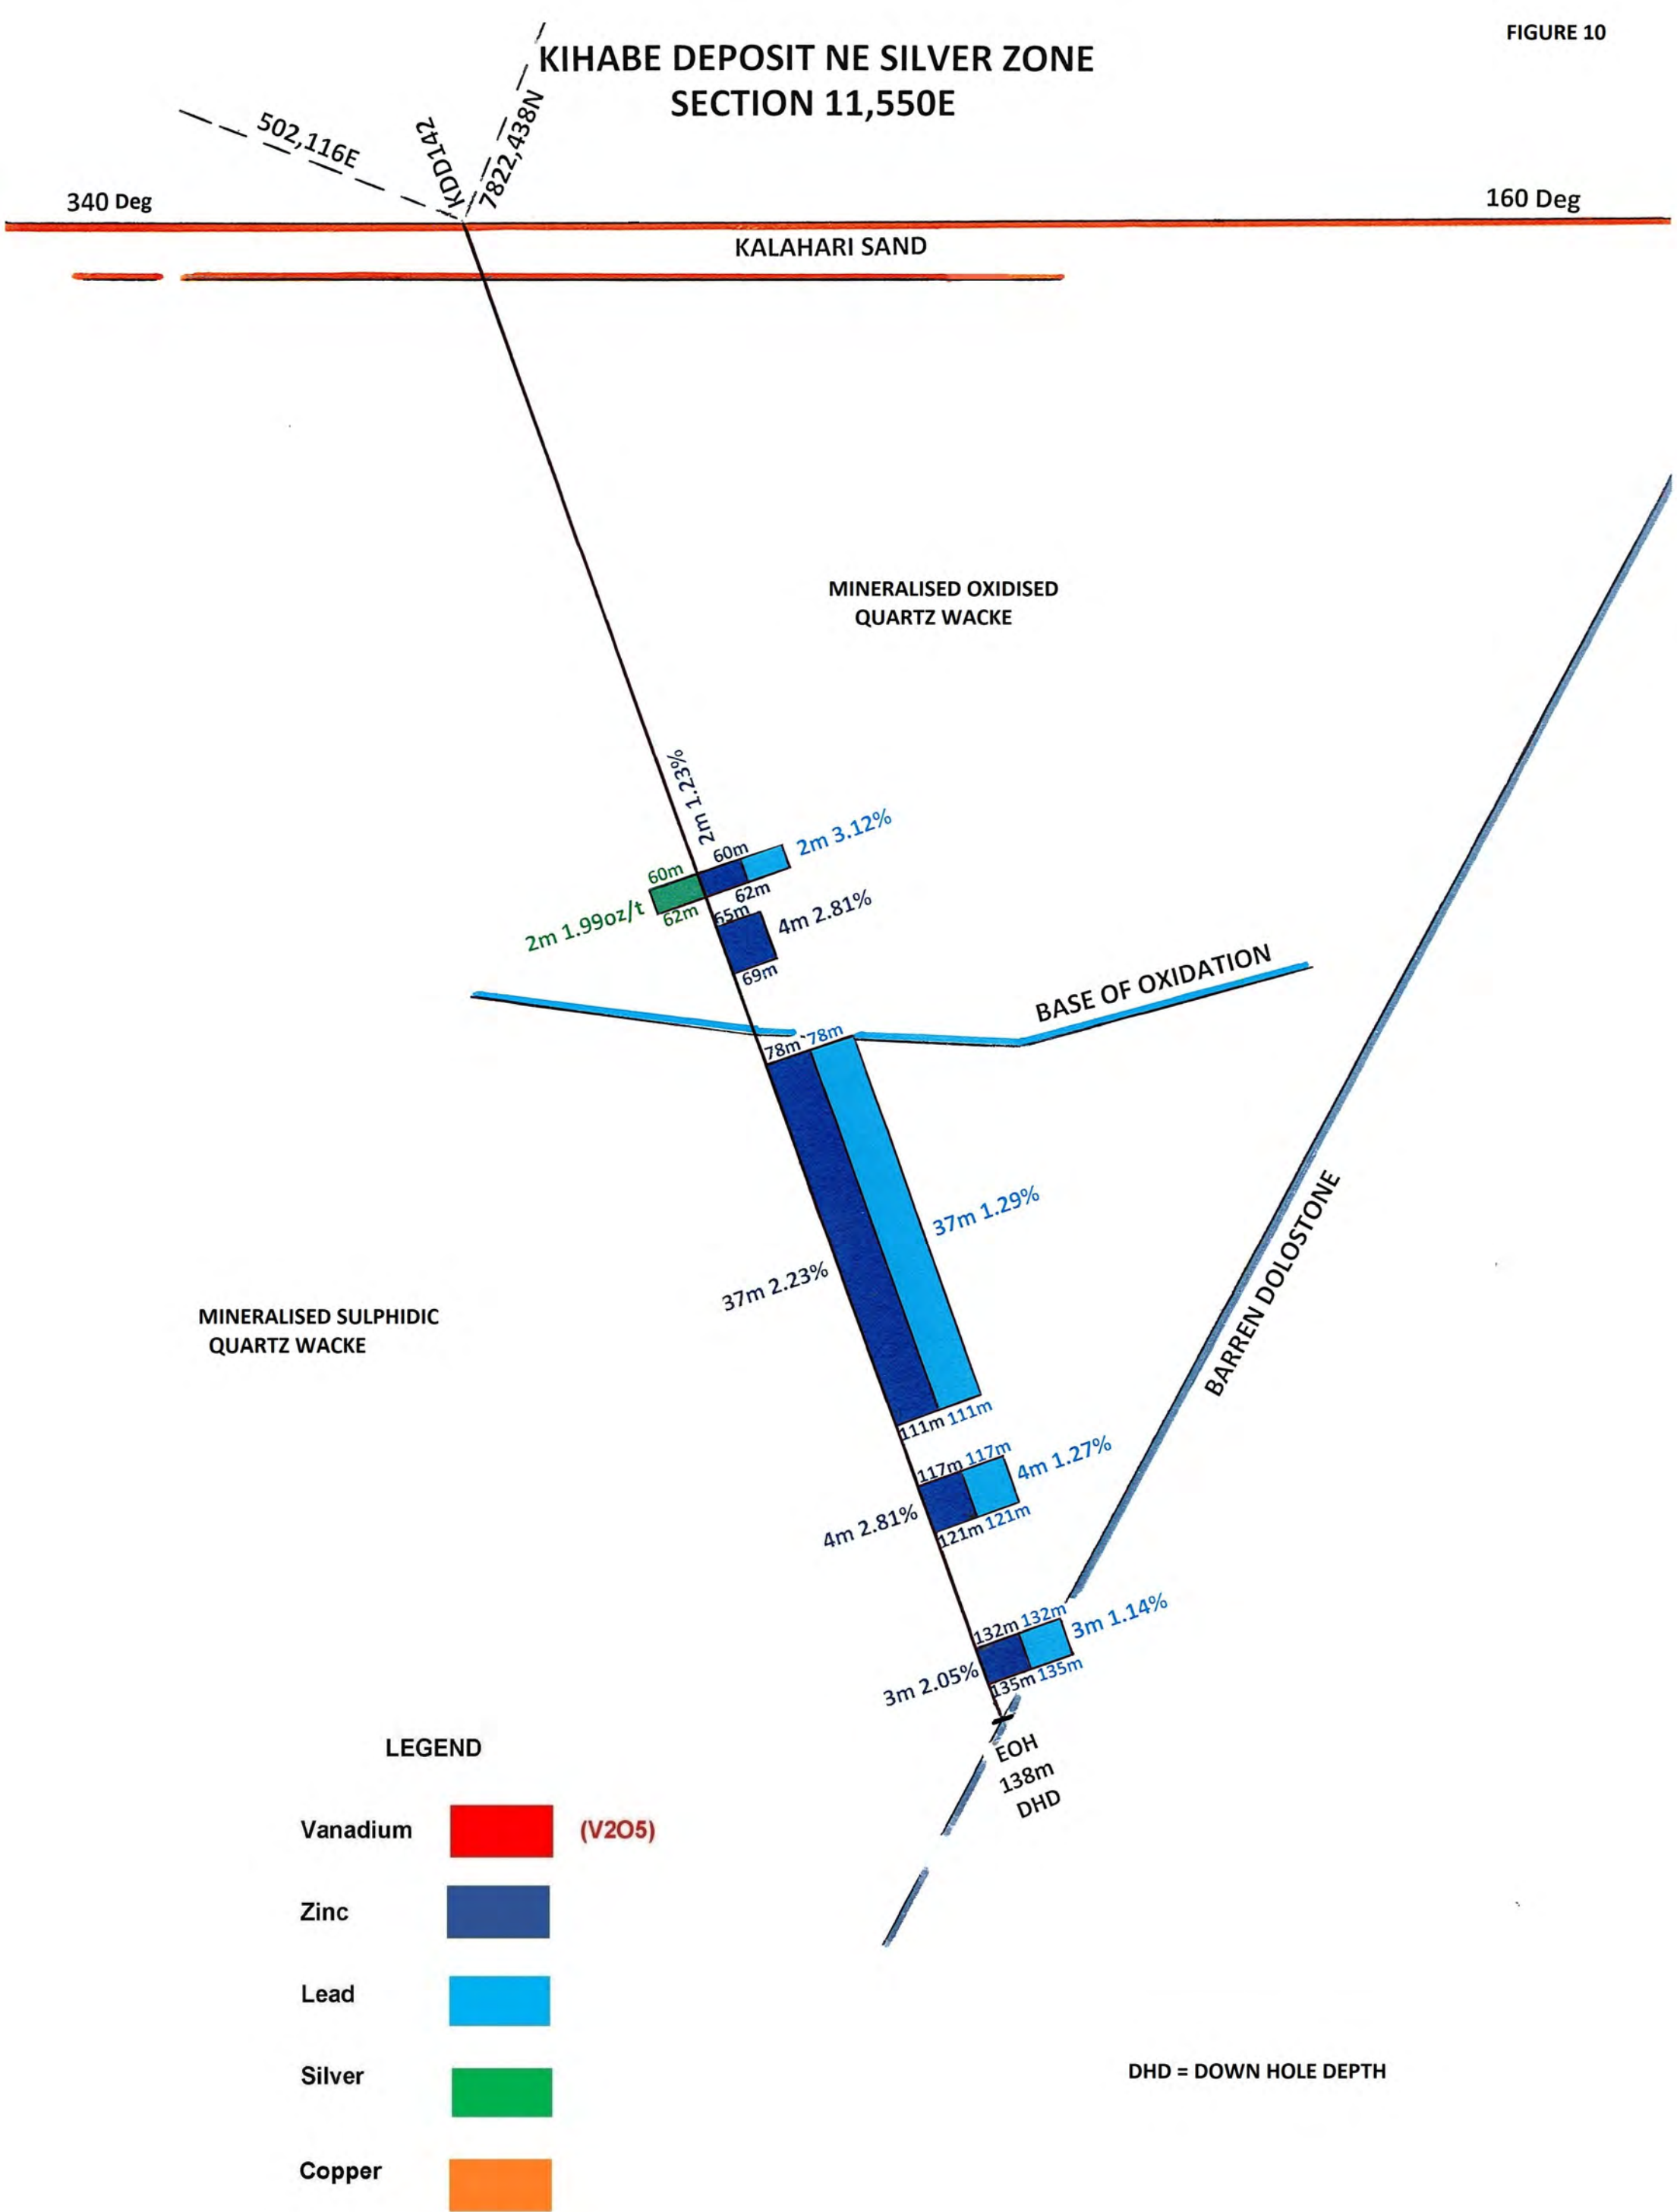 FIGURE 10
KIHABE DEPOSIT NE SILVER ZONE
SECTION 11,550E
502,116E
KDD142
7822,438N
340 Deg
160 Deg
KALAHARI SAND
MINERALISED OXIDISED
QUARTZ WACKE
2m 1.23%
60m
60m
2m 3.12%
62m
62m
2m 1.99oz/t
65m
4m 2.81%
69m
BASE OF OXIDATION
78m 78m
37m 1.29%
37m 2.23%
BARREN DOLOSTONE
MINERALISED SULPHIDIC
QUARTZ WACKE
111m 111m
117m 117m
4m 1.27%
4m 2.81%
121m 121m
132m 132m
3m 1.14%
3m 2.05%
135m 135m
EOH
138m
DHD
LEGEND
Vanadium (V2O5)
Zinc
Lead
Silver
DHD = DOWN HOLE DEPTH
Copper